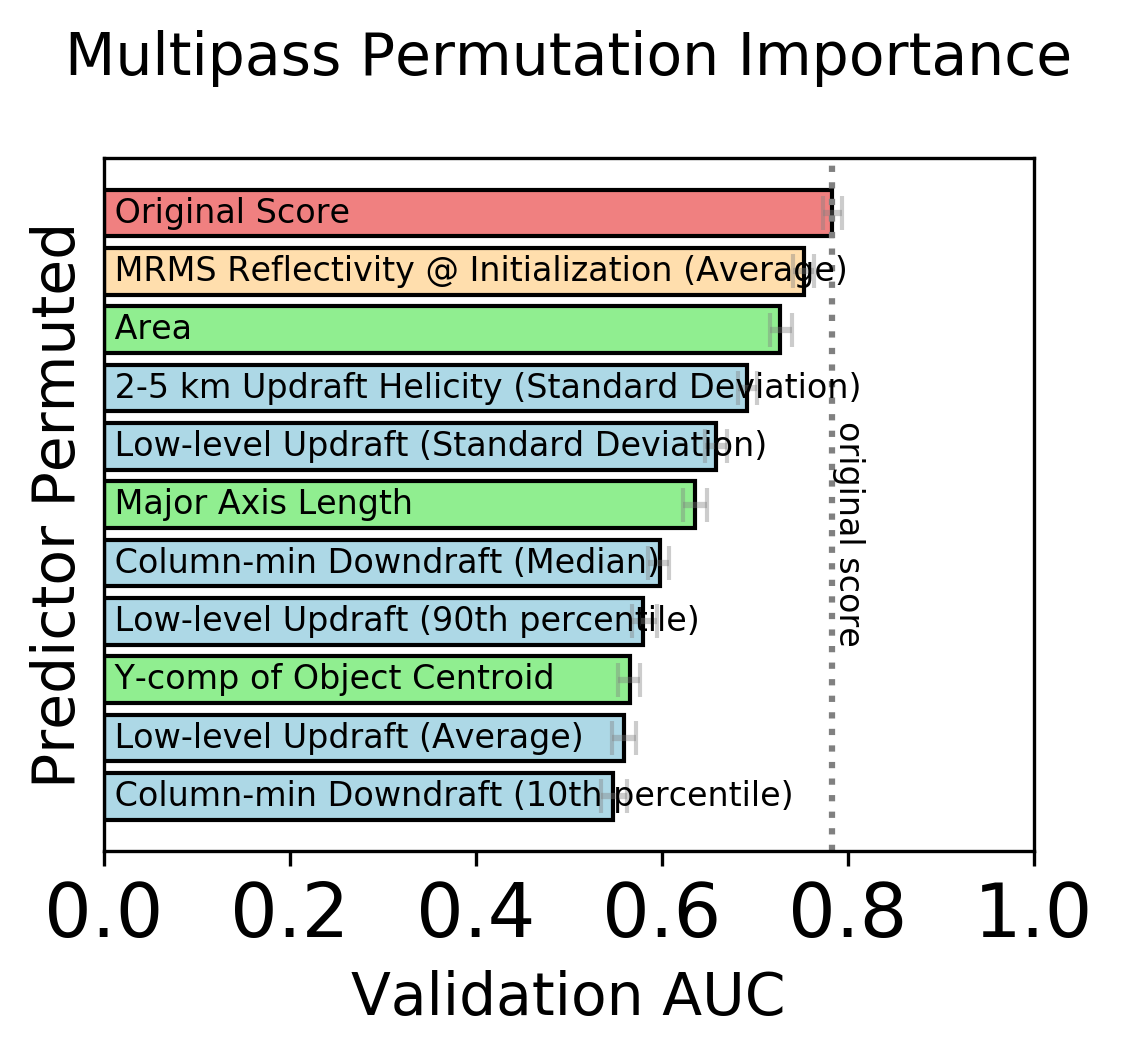 Multipass Permutation Importance
Predictor Permuted
Original Score
MRMS Reflectivity @ Initialization (Average)
Area
2-5 km Updraft Helicity (Standard Deviation)
Low-level Updraft (Standard Deviation)
Major Axis Length
Column-min Downdraft (Median)
Low-level Updraft (90th percentile)
Y-comp of Object Centroid
Low-level Updraft (Average)
Column-min Downdraft (10th percentile)
original score
0.0 0.2 0.4 0.6 0.8 1.0
Validation AUC